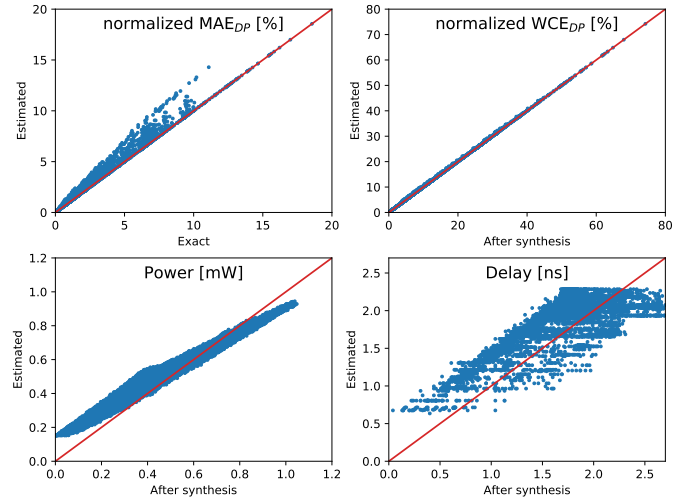 normalized MAE_DP [%]
Estimated
20
15
10
5
0
0 5 10 15 20
Exact
normalized WCE_DP [%]
Estimated
80
70
60
50
40
30
20
10
0
0 20 40 60 80
After synthesis
Power [mW]
Estimated
1.2
1.0
0.8
0.6
0.4
0.2
0.0
0.0 0.2 0.4 0.6 0.8 1.0 1.2
After synthesis
Delay [ns]
Estimated
2.5
2.0
1.5
1.0
0.5
0.0
0.0 0.5 1.0 1.5 2.0 2.5
After synthesis